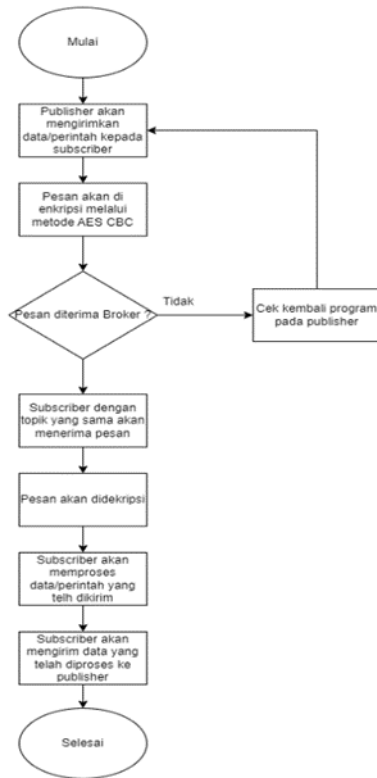 Mulai
Publisher akan
mengirimkan
data/perintah kepada
subscriber
Pesan akan di
enkripsi melalui
metode AES CBC
Pesan diterima Broker ?
Tidak
Cek kembali program
pada publisher
Subscriber dengan
topik yang sama akan
menerima pesan
Pesan akan didekripsi
Subscriber akan
memproses
data/perintah yang
telh dikirim
Subscriber akan
mengirim data yang
telah diproses ke
publisher
Selesai